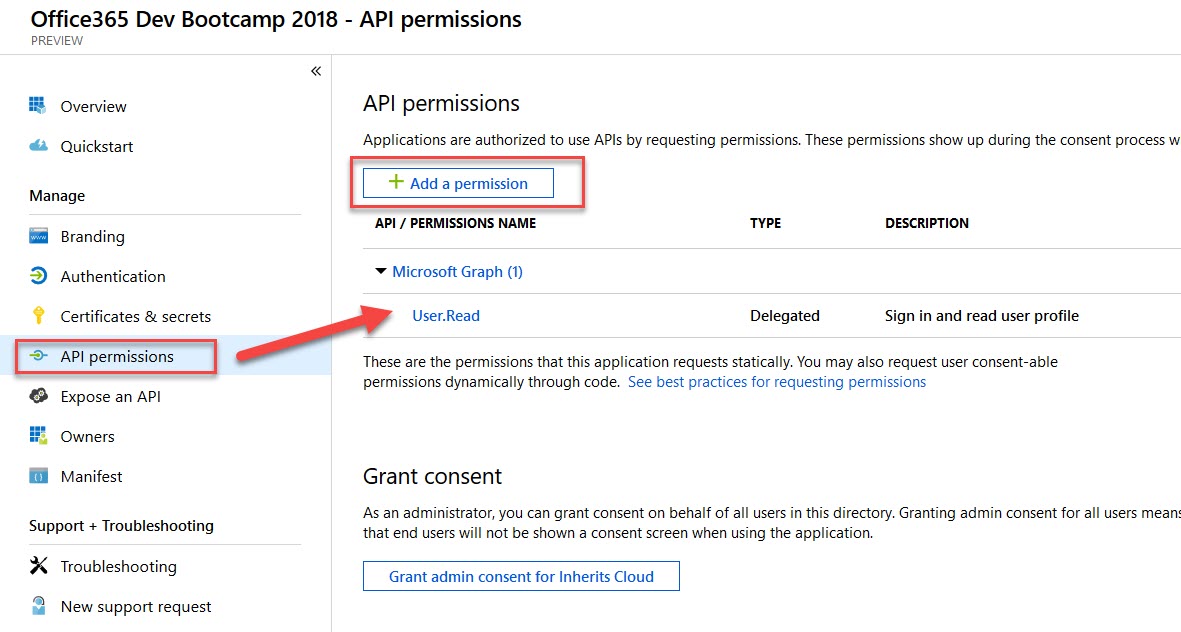 Office365 Dev Bootcamp 2018 - API permissions
PREVIEW
«
Overview
Quickstart
Manage
Branding
Authentication
Certificates & secrets
API permissions
Expose an API
Owners
Manifest
Support + Troubleshooting
Troubleshooting
New support request
API permissions
Applications are authorized to use APIs by requesting permissions. These permissions show up during the consent process w
+ Add a permission
API / PERMISSIONS NAME TYPE DESCRIPTION
Microsoft Graph (1)
User.Read Delegated Sign in and read user profile
These are the permissions that this application requests statically. You may also request user consent-able
permissions dynamically through code. See best practices for requesting permissions
Grant consent
As an administrator, you can grant consent on behalf of all users in this directory. Granting admin consent for all users means
that end users will not be shown a consent screen when using the application.
Grant admin consent for Inherits Cloud